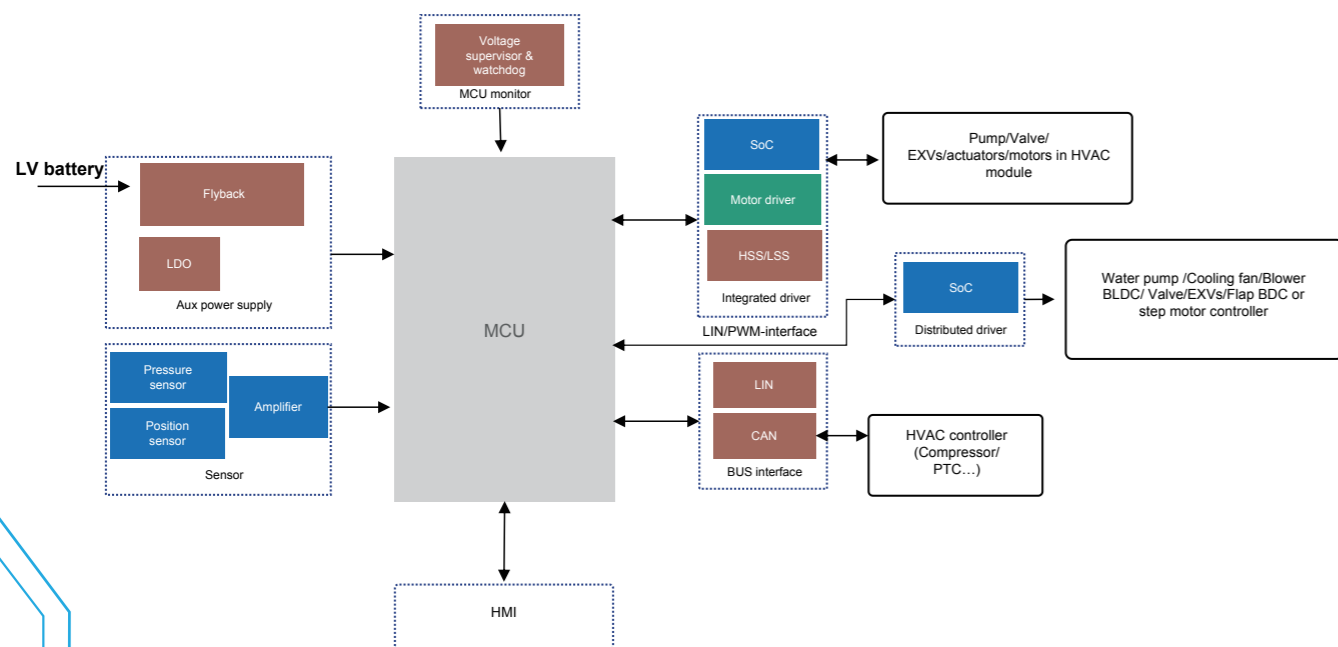 Voltage
supervisor &
watchdog
MCU monitor
LV battery
Flyback
LDO
Aux power supply
Pressure
sensor
Position
sensor
Amplifier
Sensor
MCU
SoC
Motor driver
HSS/LSS
Integrated driver
Pump/Valve/
EXVs/actuators/motors in HVAC
module
LIN/PWM-interface
SoC
Distributed driver
Water pump /Cooling fan/Blower
BLDC/ Valve/EXVs/Flap BDC or
step motor controller
LIN
CAN
BUS interface
HVAC controller
(Compressor/
PTC…)
HMI